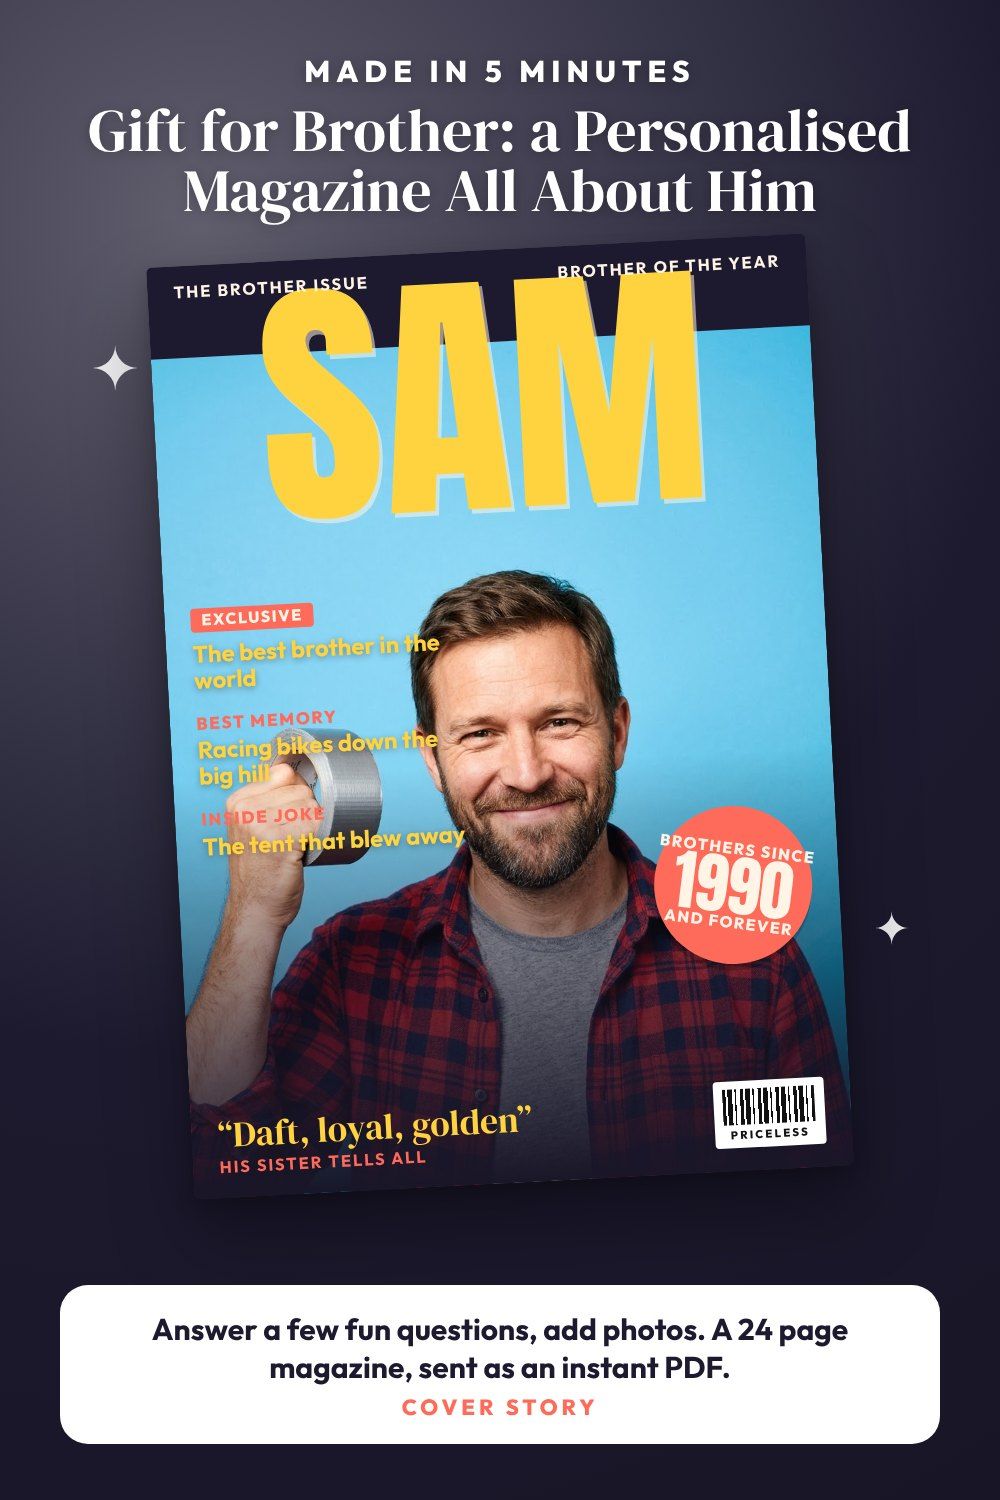 MADE IN 5 MINUTES
Gift for Brother: a Personalised
Magazine All About Him
THE BROTHER ISSUE
BROTHER OF THE YEAR
SAM
EXCLUSIVE
The best brother in the
world
BEST MEMORY
Racing bikes down the
big hill
INSIDE JOKE
The tent that blew away
BROTHERS SINCE
1990
AND FOREVER
“Daft, loyal, golden”
HIS SISTER TELLS ALL
PRICELESS
Answer a few fun questions, add photos. A 24 page
magazine, sent as an instant PDF.
COVER STORY